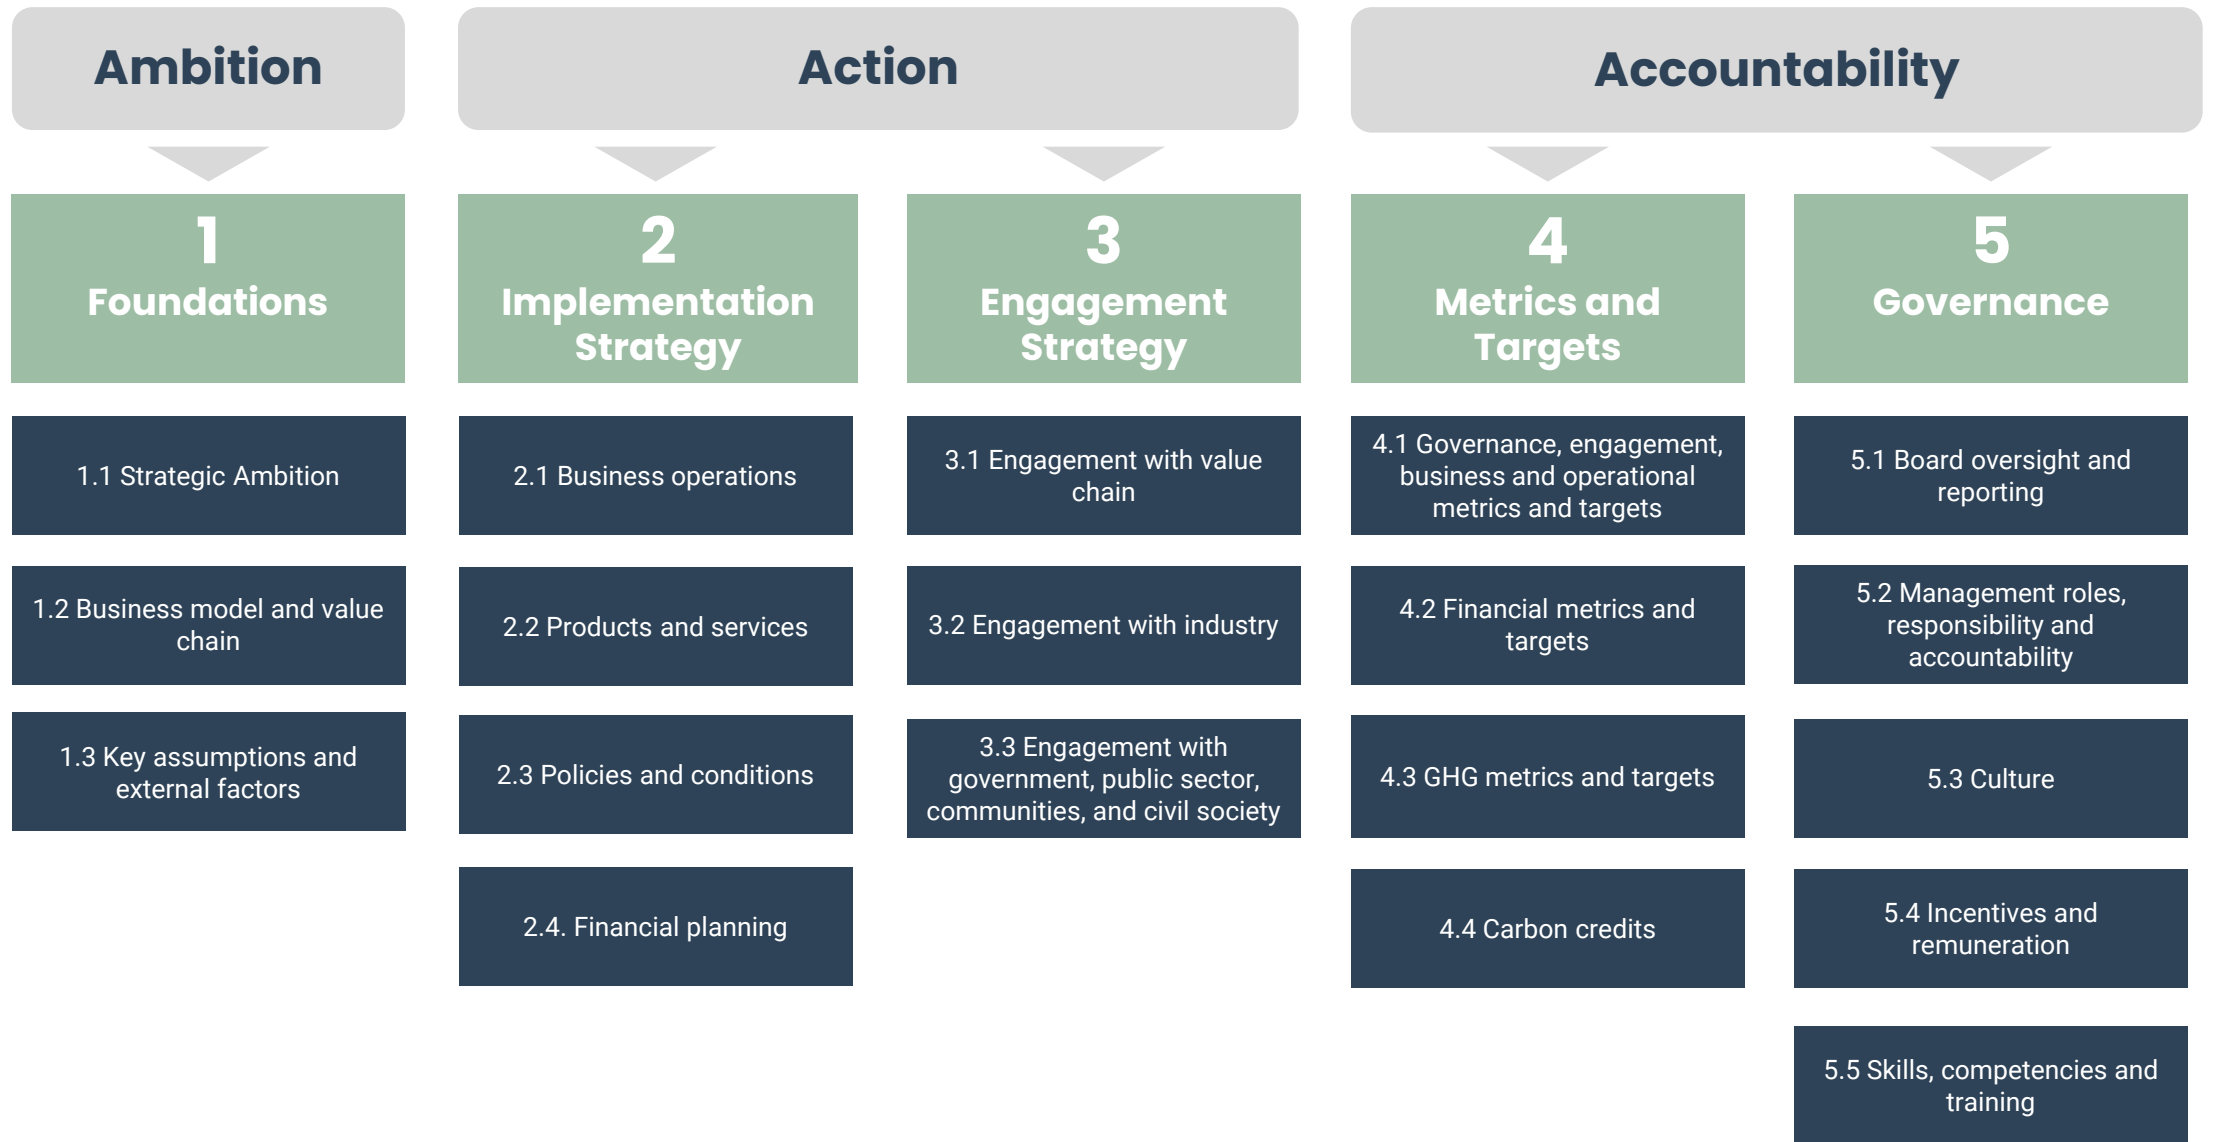 Ambition
Action
Accountability
1
Foundations
2
Implementation
Strategy
3
Engagement
Strategy
4
Metrics and
Targets
5
Governance
1.1 Strategic Ambition
1.2 Business model and value
chain
1.3 Key assumptions and
external factors
2.1 Business operations
2.2 Products and services
2.3 Policies and conditions
2.4. Financial planning
3.1 Engagement with value
chain
3.2 Engagement with industry
3.3 Engagement with
government, public sector,
communities, and civil society
4.1 Governance, engagement,
business and operational
metrics and targets
4.2 Financial metrics and
targets
4.3 GHG metrics and targets
4.4 Carbon credits
5.1 Board oversight and
reporting
5.2 Management roles,
responsibility and
accountability
5.3 Culture
5.4 Incentives and
remuneration
5.5 Skills, competencies and
training